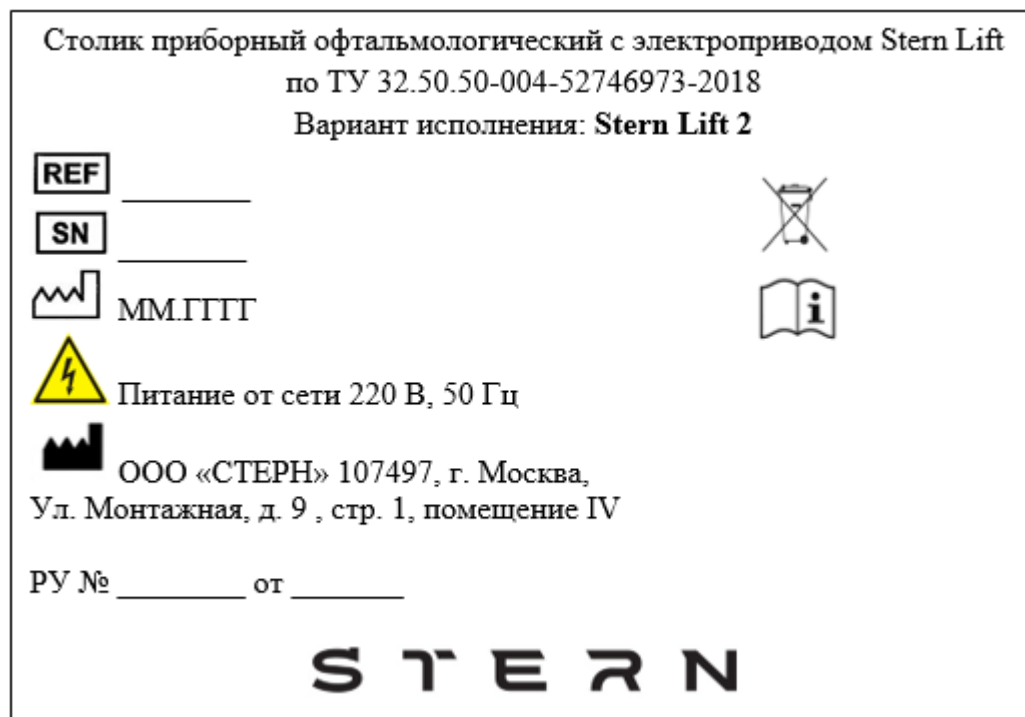 Столик приборный офтальмологический с электроприводом Stern Lift
по ТУ 32.50.50-004-52746973-2018
Вариант исполнения: Stern Lift 2
REF ________
SN ________
ММ.ГГГГ
i
Питание от сети 220 В, 50 Гц
ООО «СТЕРН» 107497, г. Москва,
Ул. Монтажная, д. 9 , стр. 1, помещение IV
РУ № ________ от _______
STERN